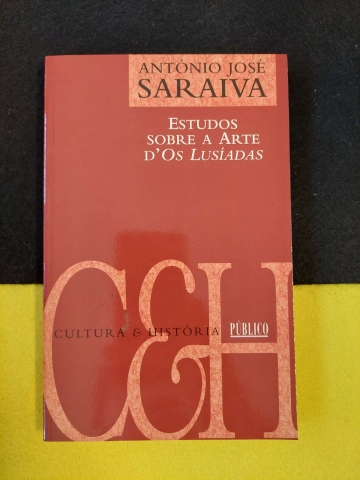 ANTÓNIO JOSÉ
SARAIVA
ESTUDOS
SOBRE A ARTE
D'OS LUSÍADAS
C&H
CULTURA & HISTÓRIA
PÚBLICO